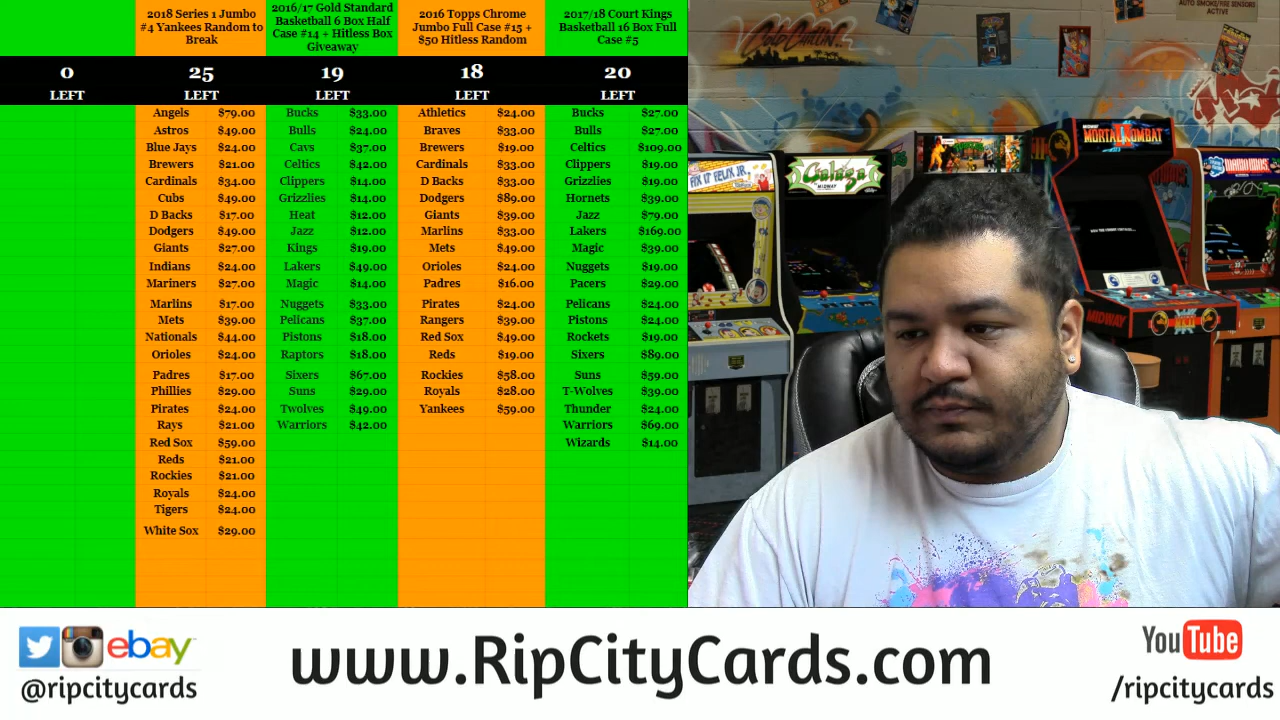 2018 Series 1 Jumbo
#4 Yankees Random to
Break
2016/17 Gold Standard
Basketball 6 Box Half
Case #14 + Hitless Box
Giveaway
2016 Topps Chrome
Jumbo Full Case #15 +
$50 Hitless Random
2017/18 Court Kings
Basketball 16 Box Full
Case #5
0 25 19 18 20
LEFT LEFT LEFT LEFT LEFT
Angels $79.00 Bucks $33.00 Athletics $24.00 Bucks $27.00
Astros $49.00 Bulls $24.00 Braves $33.00 Bulls $27.00
Blue Jays $24.00 Cavs $37.00 Brewers $19.00 Celtics $109.00
Brewers $21.00 Celtics $42.00 Cardinals $33.00 Clippers $19.00
Cardinals $34.00 Clippers $14.00 D Backs $33.00 Grizzlies $19.00
Cubs $49.00 Grizzlies $14.00 Dodgers $89.00 Hornets $39.00
D Backs $17.00 Heat $12.00 Giants $39.00 Jazz $79.00
Dodgers $49.00 Jazz $12.00 Marlins $33.00 Lakers $169.00
Giants $27.00 Kings $19.00 Mets $49.00 Magic $39.00
Indians $24.00 Lakers $49.00 Orioles $24.00 Nuggets $19.00
Mariners $27.00 Magic $14.00 Padres $16.00 Pacers $29.00
Marlins $17.00 Nuggets $33.00 Pirates $24.00 Pelicans $24.00
Mets $39.00 Pelicans $37.00 Rangers $39.00 Pistons $24.00
Nationals $44.00 Pistons $18.00 Red Sox $49.00 Rockets $19.00
Orioles $24.00 Raptors $18.00 Reds $19.00 Sixers $89.00
Padres $17.00 Sixers $67.00 Rockies $58.00 Suns $59.00
Phillies $29.00 Suns $29.00 Royals $28.00 T-Wolves $39.00
Pirates $24.00 Twolves $49.00 Yankees $59.00 Thunder $24.00
Rays $21.00 Warriors $42.00 Warriors $69.00
Red Sox $59.00 Wizards $14.00
Reds $21.00
Rockies $21.00
Royals $24.00
Tigers $24.00
White Sox $29.00
AUTO SMOKE/FIRE SENSORS
ACTIVE
FIX IT FELIX JR.
Galaga
MIDWAY
MIDWAY
MORTAL KOMBAT
MARIO BROS.
MIDWAY
ebay
@ripcitycards
www.RipCityCards.com
YouTube
/ripcitycards